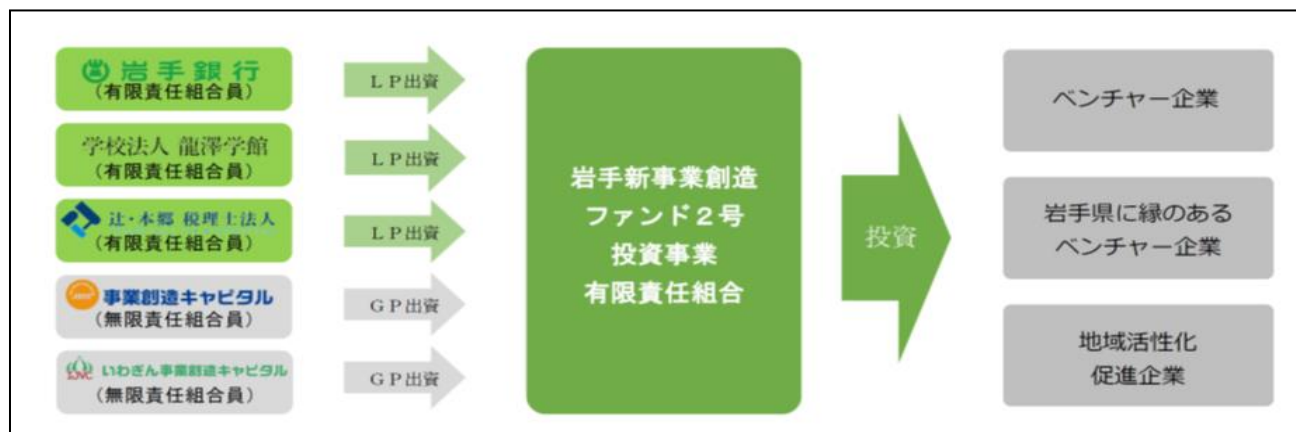 岩手銀行
(有限責任組合員)
LP出資
学校法人 龍澤学館
(有限責任組合員)
LP出資
辻・本郷 税理士法人
(有限責任組合員)
LP出資
事業創造キャピタル
(無限責任組合員)
GP出資
いわぎん事業創造キャピタル
(無限責任組合員)
GP出資
岩手新事業創造
ファンド2号
投資事業
有限責任組合
投資
ベンチャー企業
岩手県に縁のある
ベンチャー企業
地域活性化
促進企業